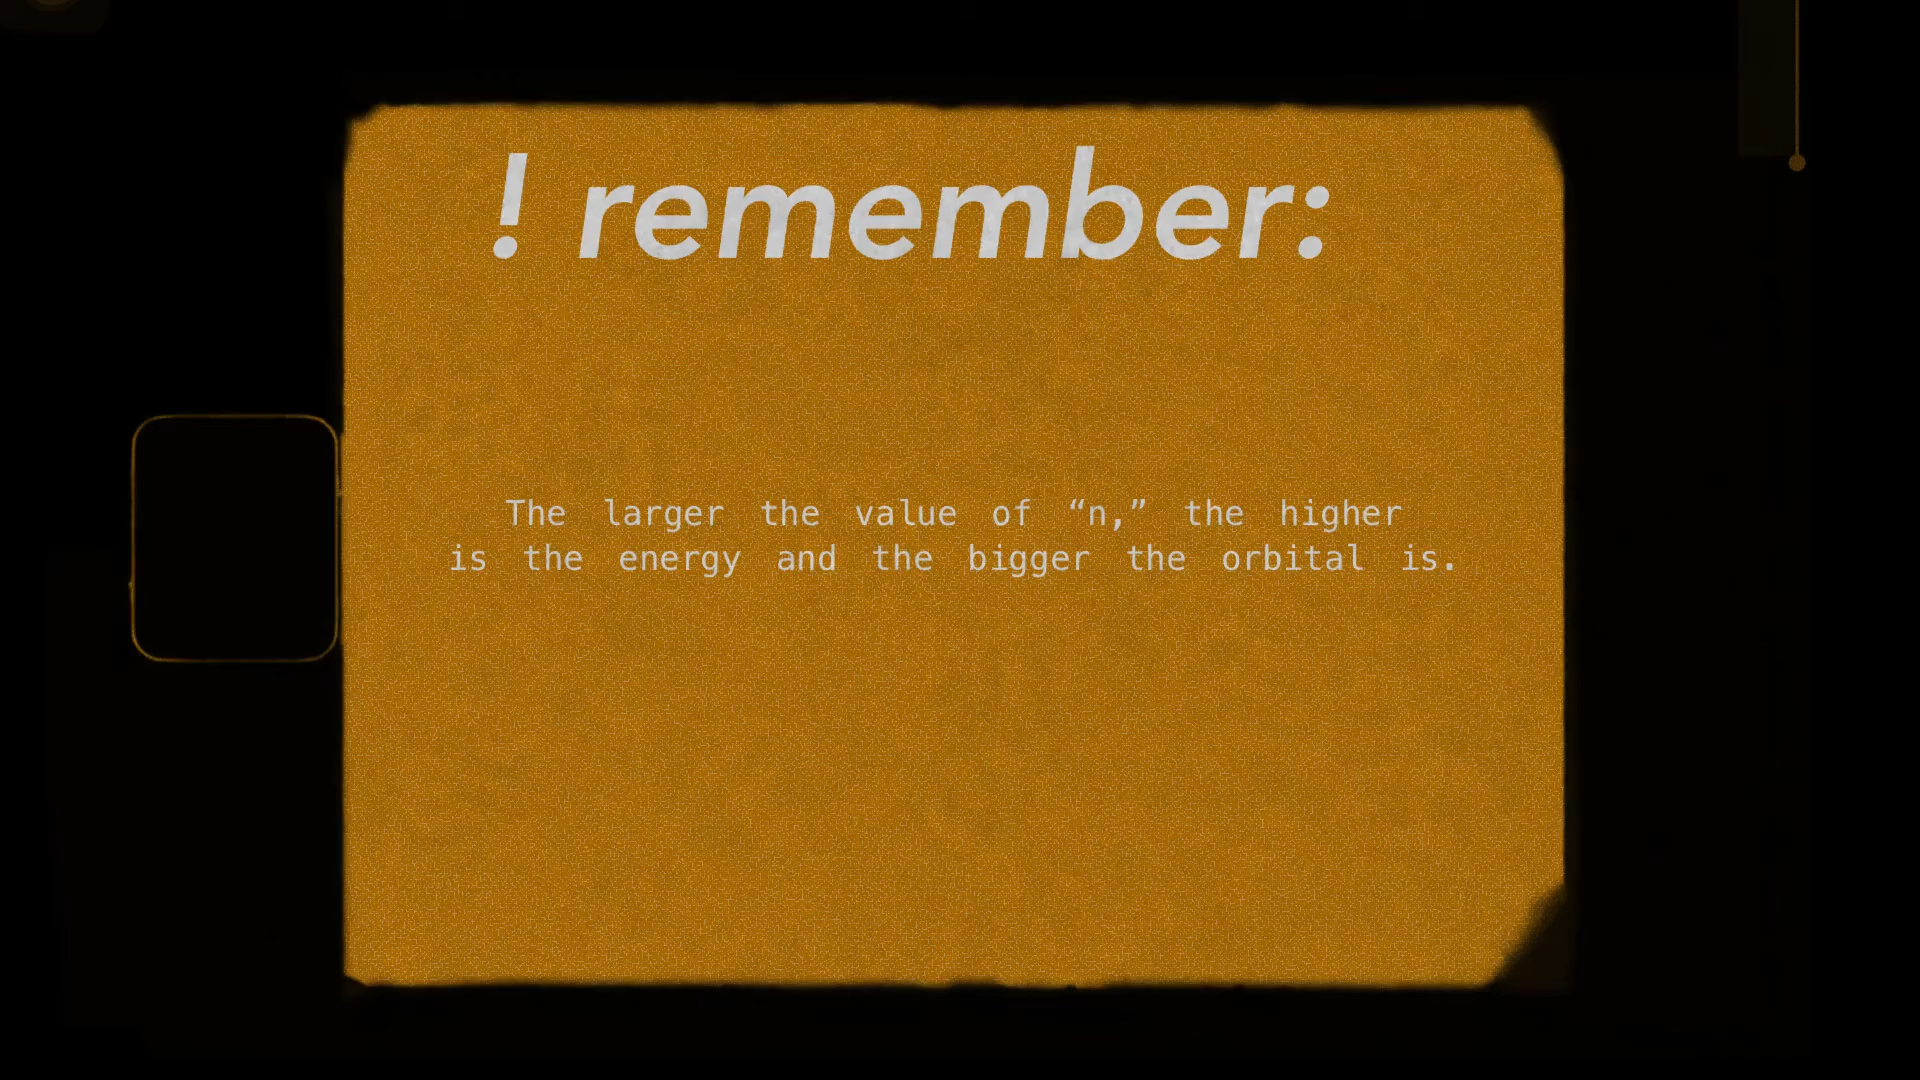 ! remember:
The larger the value of “n,” the higher
is the energy and the bigger the orbital is.